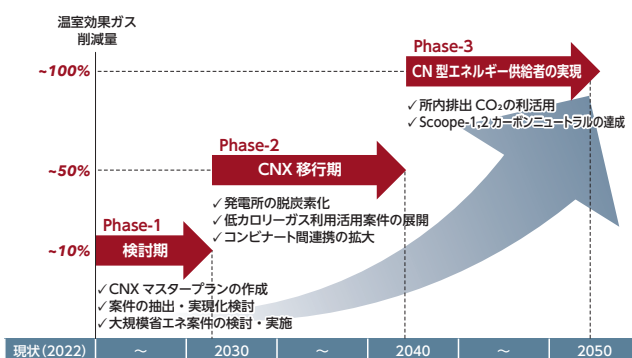 温室効果ガス
削減量
~100%
Phase-3
CN 型エネルギー供給者の実現
✓所内排出 CO₂の利活用
✓Scoope-1,2 カーボンニュートラルの達成
~50%
Phase-2
CNX 移行期
✓発電所の脱炭素化
✓低カロリーガス利用活用案件の展開
✓コンビナート間連携の拡大
~10%
Phase-1
検討期
✓CNX マスタープランの作成
✓案件の抽出・実現化検討
✓大規模省エネ案件の検討・実施
現状(2022) ～ 2030 ～ 2040 ～ 2050